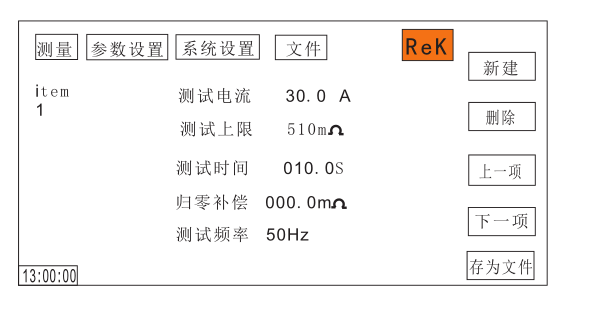 测量 参数设置 系统设置 文件 ReK
新建
item
测试电流 30.0 A
1
删除
测试上限 510mΩ
测试时间 010.0S
上一项
归零补偿 000.0mΩ
下一项
测试频率 50Hz
存为文件
13:00:00